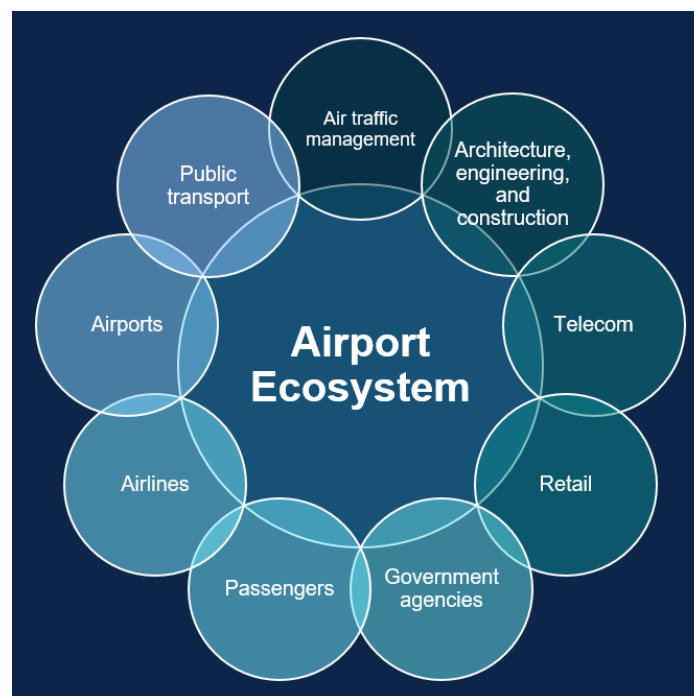 Air traffic
management
Architecture,
engineering,
and
construction
Telecom
Retail
Government
agencies
Passengers
Airlines
Airports
Public
transport
Airport
Ecosystem